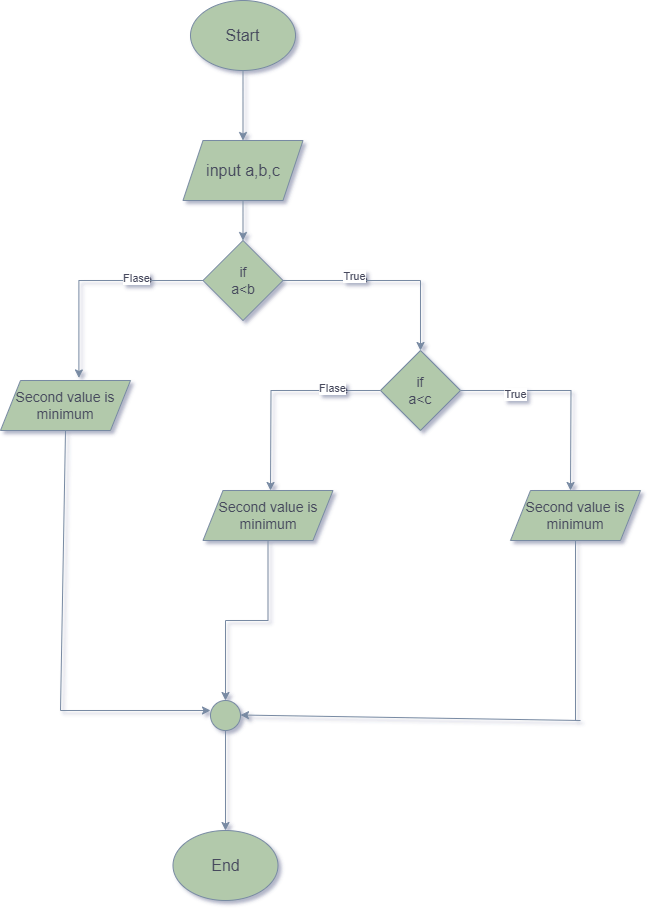 Start
input a,b,c
if
a<b
Flase
True
if
a<c
Flase
True
Second value is
minimum
Second value is
minimum
Second value is
minimum
End